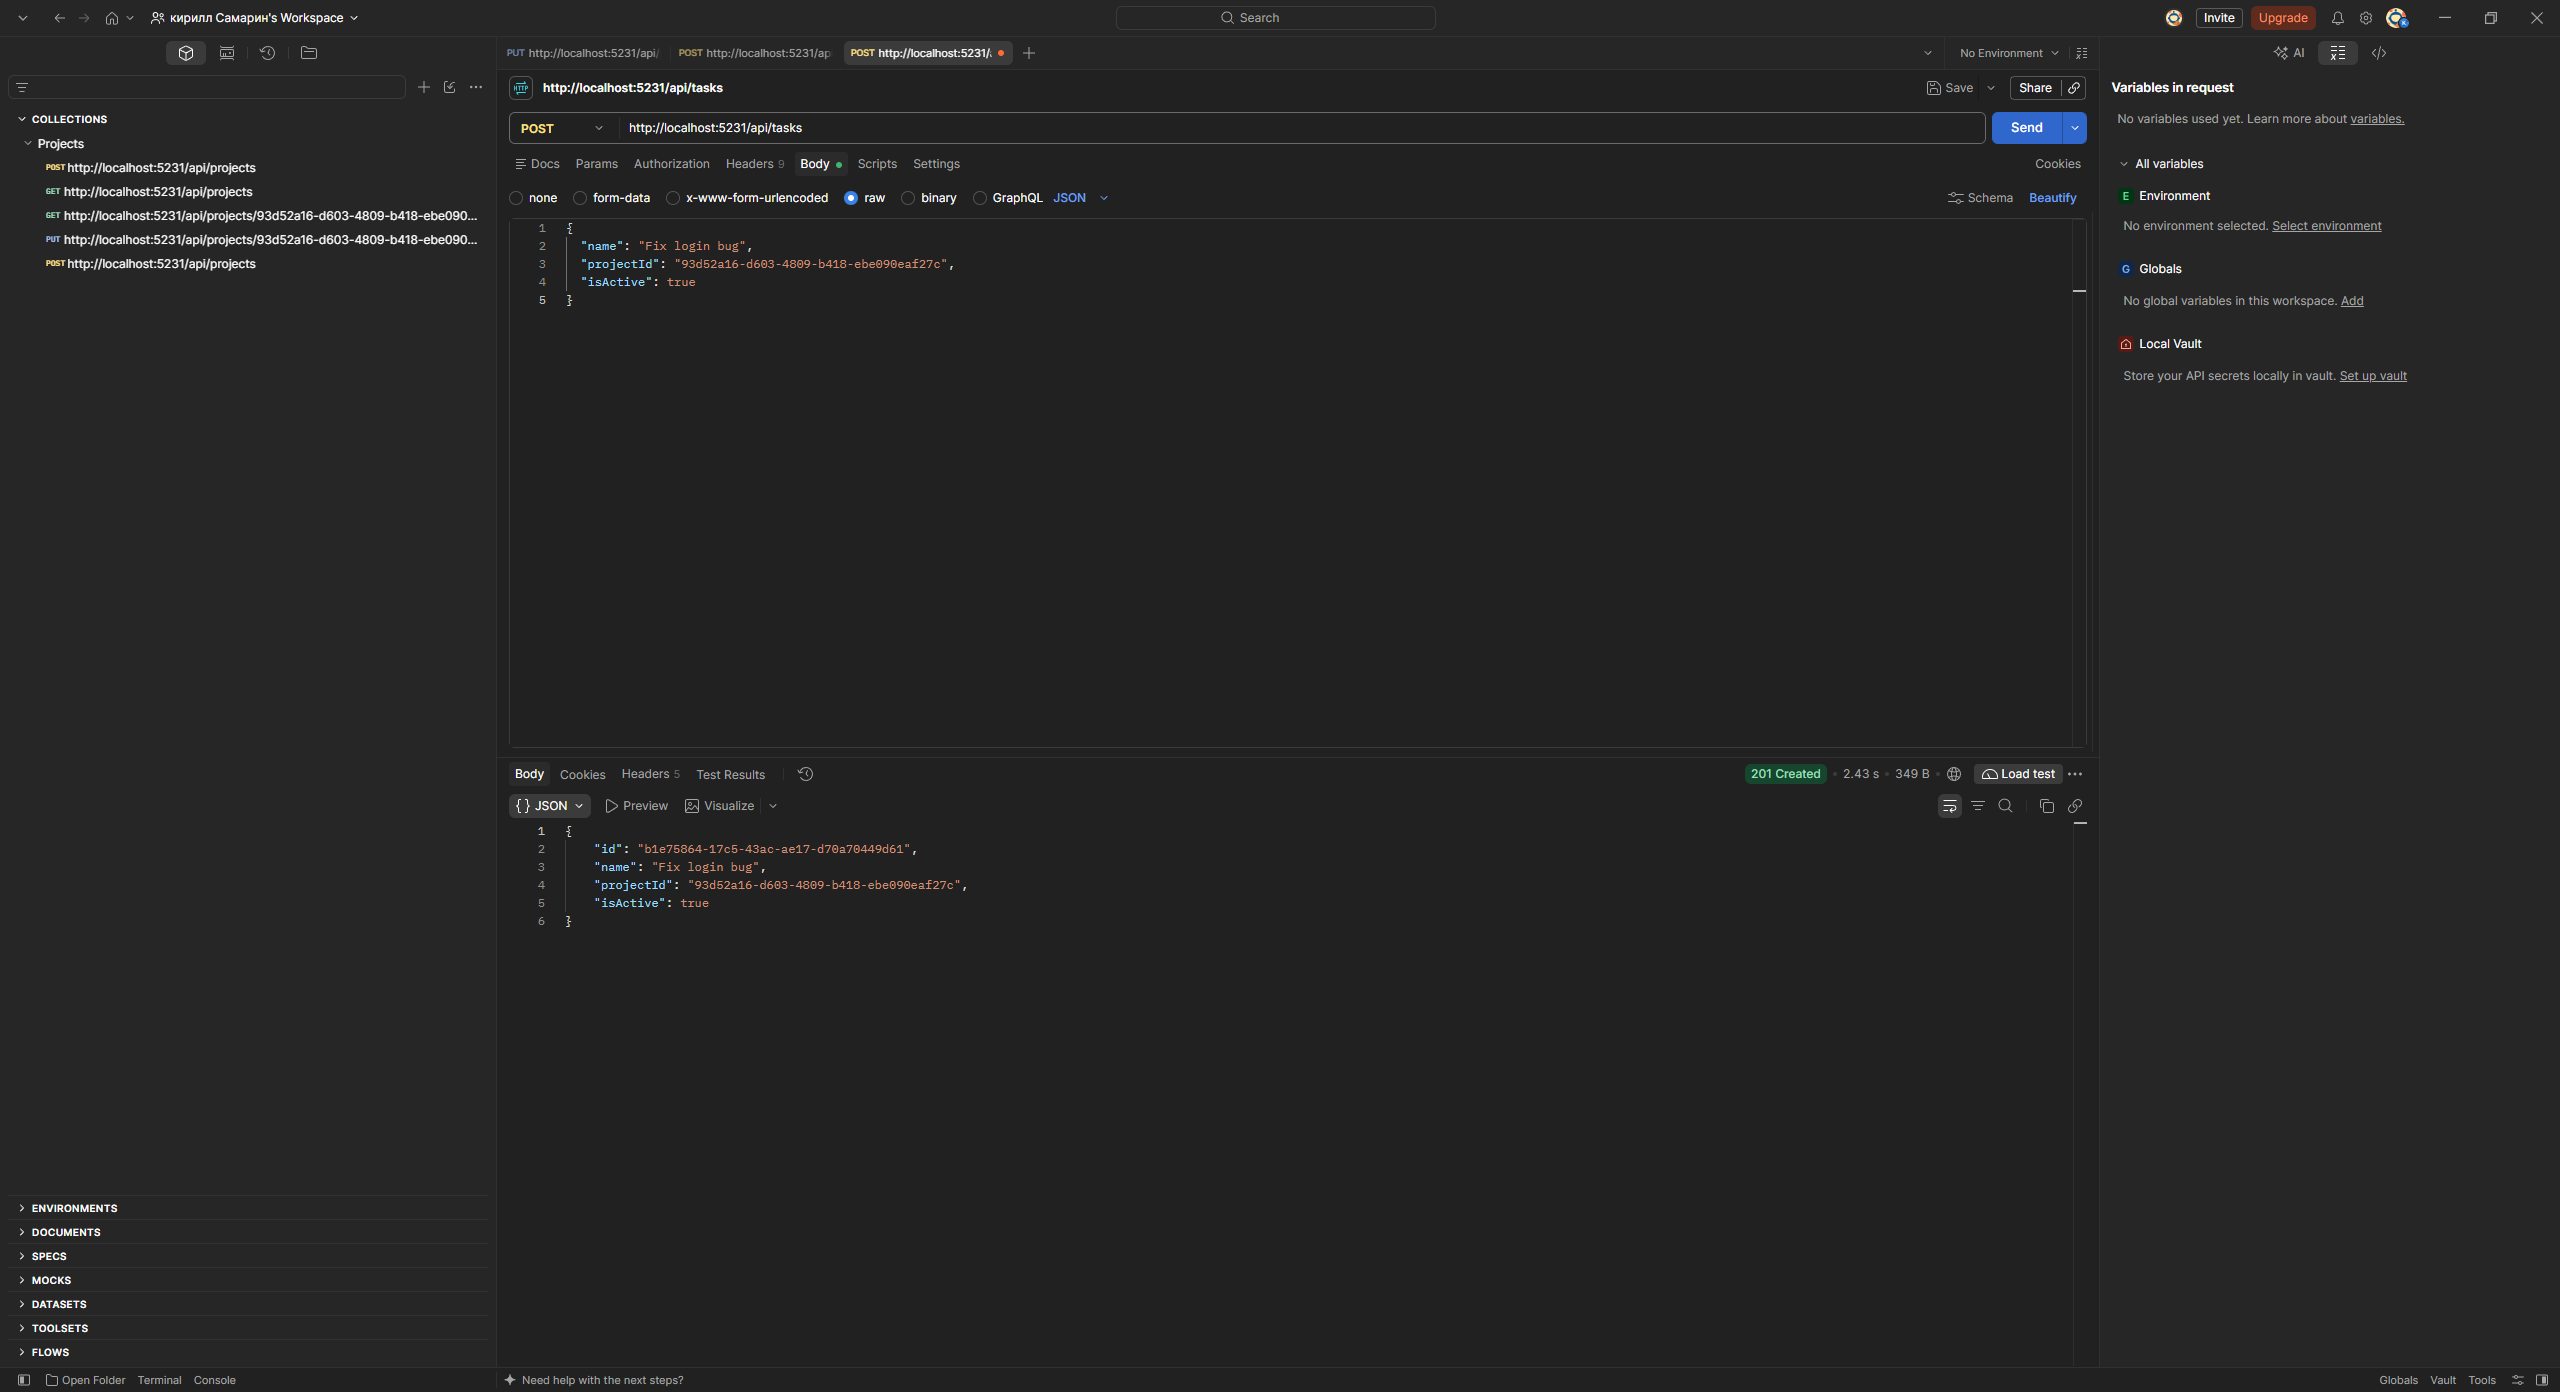 кирилл Самарин's Workspace
Search
Invite
Upgrade
PUT http://localhost:5231/api/
POST http://localhost:5231/ap
POST http://localhost:5231/a
No Environment
AI
http://localhost:5231/api/tasks
Save
Share
Variables in request
COLLECTIONS
Projects
POST http://localhost:5231/api/projects
GET http://localhost:5231/api/projects
GET http://localhost:5231/api/projects/93d52a16-d603-4809-b418-ebe090...
PUT http://localhost:5231/api/projects/93d52a16-d603-4809-b418-ebe090...
POST http://localhost:5231/api/projects
POST
http://localhost:5231/api/tasks
Send
Docs Params Authorization Headers 9 Body Scripts Settings
Cookies
none form-data x-www-form-urlencoded raw binary GraphQL JSON
Schema Beautify
1 {
2 "name": "Fix login bug",
3 "projectId": "93d52a16-d603-4809-b418-ebe090eaf27c",
4 "isActive": true
5 }
No variables used yet. Learn more about variables.
All variables
E Environment
No environment selected. Select environment
G Globals
No global variables in this workspace. Add
Local Vault
Store your API secrets locally in vault. Set up vault
Body Cookies Headers 5 Test Results
201 Created • 2.43 s • 349 B • Load test
{} JSON Preview Visualize
1 {
2 "id": "b1e75864-17c5-43ac-ae17-d70a70449d61",
3 "name": "Fix login bug",
4 "projectId": "93d52a16-d603-4809-b418-ebe090eaf27c",
5 "isActive": true
6 }
ENVIRONMENTS
DOCUMENTS
SPECS
MOCKS
DATASETS
TOOLSETS
FLOWS
Open Folder Terminal Console
Need help with the next steps?
Globals Vault Tools